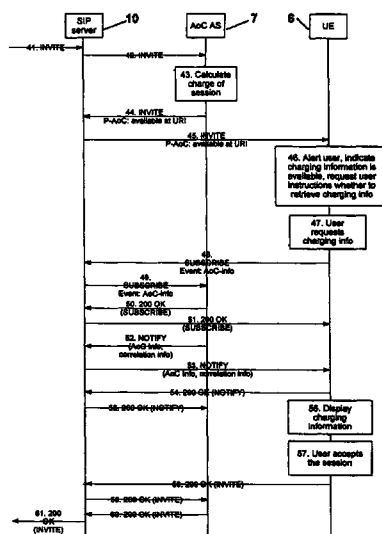 SIP server
10
AoC AS
7
UE
6
41. INVITE
42. INVITE
43. Calculate
charge of
session
44. INVITE
P-AoC: available at URI
45. INVITE
P-AoC: available at URI
46. Alert user, indicate
charging information is
available, request user
instructions whether to
retrieve charging info
47. User
requests
charging info
48.
SUBSCRIBE
Event: AoC-info
49.
SUBSCRIBE
Event: AoC-info
50. 200 OK
(SUBSCRIBE)
51. 200 OK
(SUBSCRIBE)
52. NOTIFY
(AoC info, correlation info)
53. NOTIFY
(AoC info, correlation info)
54. 200 OK (NOTIFY)
55. 200 OK (NOTIFY)
56. Display
charging
information
57. User accepts
the session
58. 200 OK (INVITE)
59. 200 OK (INVITE)
60. 200 OK (INVITE)
61. 200
OK
(INVITE)